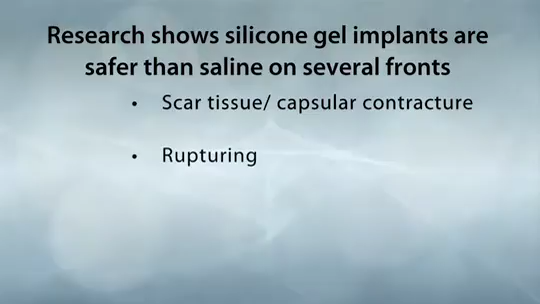 Research shows silicone gel implants are
safer than saline on several fronts
• Scar tissue/ capsular contracture
• Rupturing